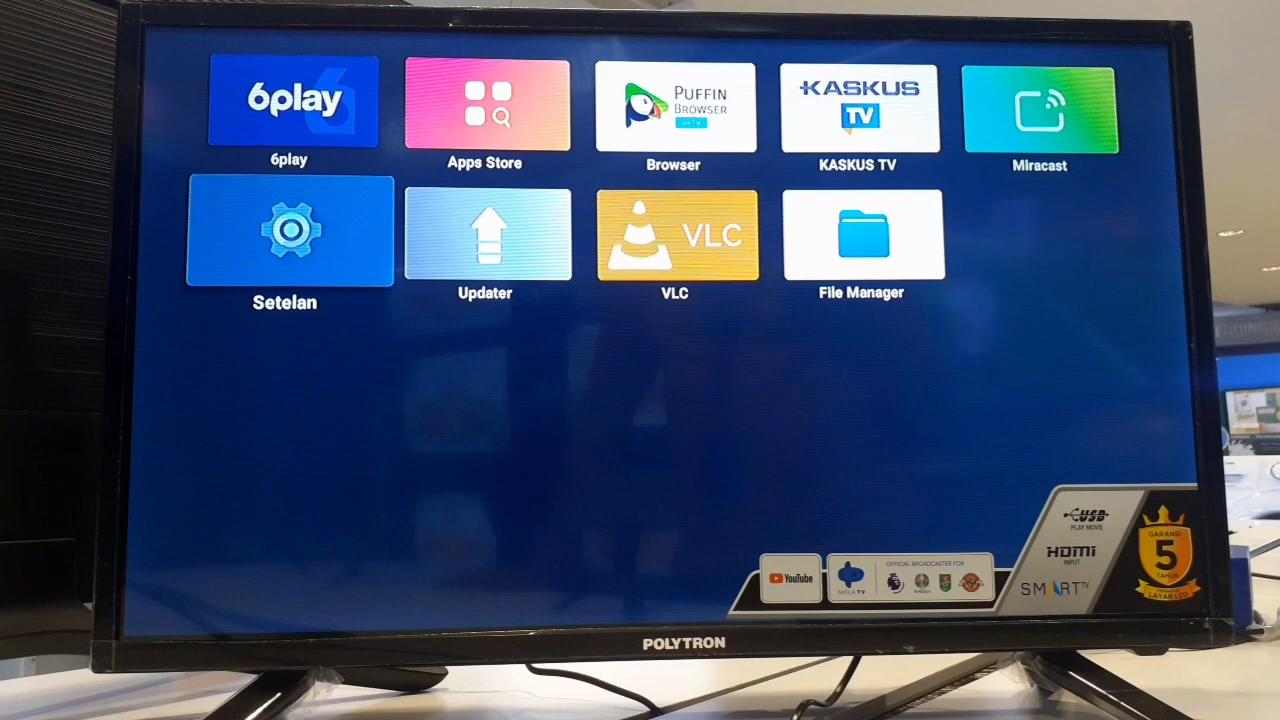 6play
PUFFIN
BROWSER
KASKUS
TV
6play
Apps Store
Browser
KASKUS TV
Miracast
VLC
Setelan
Updater
VLC
File Manager
USB
PLAY MOVIE
HDMI
INPUT
SMART TV
GARANSI
5
TAHUN
LAYAR LED
YouTube
MOLA TV
OFFICIAL BROADCASTER FOR
POLYTRON